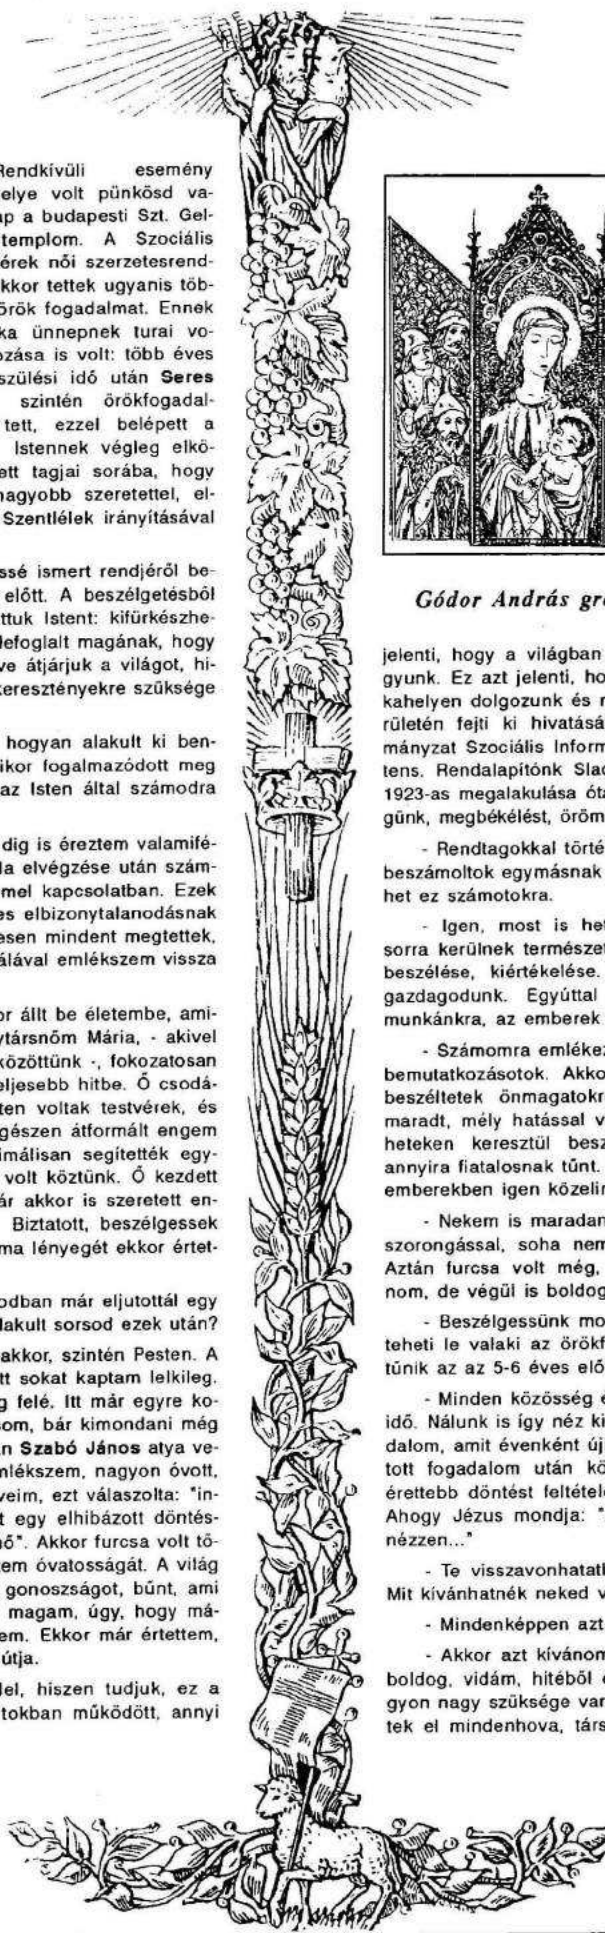 Rendkívüli esemény
elye volt pünkösd va-
ap a budapesti Szt. Gel-
templom. A Szociális
érek női szerzetesrend-
kkor tettek ugyanis töb-
örök fogadalmat. Ennek
ka ünnepnek turai vo-
ozása is volt: több éves
szülési idő után Seres
szintén örökfogadal-
tett, ezzel belépett a
Istennek végleg elkö-
ett tagjai sorába, hogy
nagyobb szeretettel, el-
Szentlélek irányításával
ssé ismert rendjéről be-
előtt. A beszélgetésből
ttuk Istent: kifürkészhe-
lefoglalt magának, hogy
ve átjárjuk a világot, hi-
keresztényekre szüksége
hogyan alakult ki ben-
ikor fogalmazódott meg
az Isten által számodra
dig is éreztem valamifé-
la elvégzése után szám-
mel kapcsolatban. Ezek
es elbizonytalanodásnak
esen mindent megtettek,
álával emlékszem vissza
or állt be életembe, ami-
ytársnőm Mária, - akivel
közöttünk -, fokozatosan
eljesebb hitbe. Ő csodá-
ten voltak testvérek, és
gészen átformált engem
imálisan segítették egy-
volt köztünk. Ő kezdett
ár akkor is szeretett en-
Biztatott, beszélgessek
ma lényegét ekkor értet-
odban már eljutottál egy
lakult sorsod ezek után?
akkor, szintén Pesten. A
tt sokat kaptam lelkileg.
g felé. Itt már egyre ko-
som, bár kimondani még
n Szabó János atya ve-
mlékszem, nagyon óvott,
veim, ezt válaszolta: "in-
t egy elhibázott döntés-
nő". Akkor furcsa volt tő-
em óvatosságát. A világ
gonoszságot, bűnt, ami
magam, úgy, hogy má-
em. Ekkor már értettem,
útja.
lel, hiszen tudjuk, ez a
tokban működött, annyi
Gódor András gr
jelenti, hogy a világban
gyunk. Ez azt jelenti, ho
kahelyen dolgozunk és
rületén fejti ki hivatásá
mányzat Szociális Inform
tens. Rendalapítónk Slac
1923-as megalakulása óta
günk, megbékélést, öröm
- Rendtagokkal törté
beszámoltok egymásnak
het ez számotokra.
- Igen, most is het
sorra kerülnek természet
beszélése, kiértékelése.
gazdagodunk. Egyúttal
munkánkra, az emberek
- Számomra emlékez
bemutatkozásotok. Akko
beszéltetek önmagatokr
maradt, mély hatással v
heteken keresztül besz
annyira fiatalosnak tűnt.
emberekben igen közelir
- Nekem is maradan
szorongással, soha nem
Aztán furcsa volt még,
nom, de végül is boldog
- Beszélgessünk mo
teheti le valaki az örökf
tűnik az az 5-6 éves elő
- Minden közösség e
idő. Nálunk is így néz ki
dalom, amit évenként új
tott fogadalom után kö
érettebb döntést feltétele
Ahogy Jézus mondja: "
nézzen..."
- Te visszavonhatatl
Mit kívánhatnék neked v
- Mindenképpen azt
- Akkor azt kívánom
boldog, vidám, hitéből
gyon nagy szüksége var
tek el mindenhova, társ